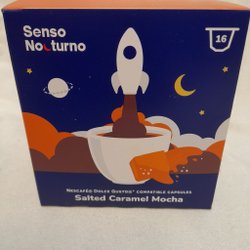 Senso
Nocturno
16
NESCAFÉ® DOLCE GUSTO®* COMPATIBLE CAPSULES
Salted Caramel Mocha